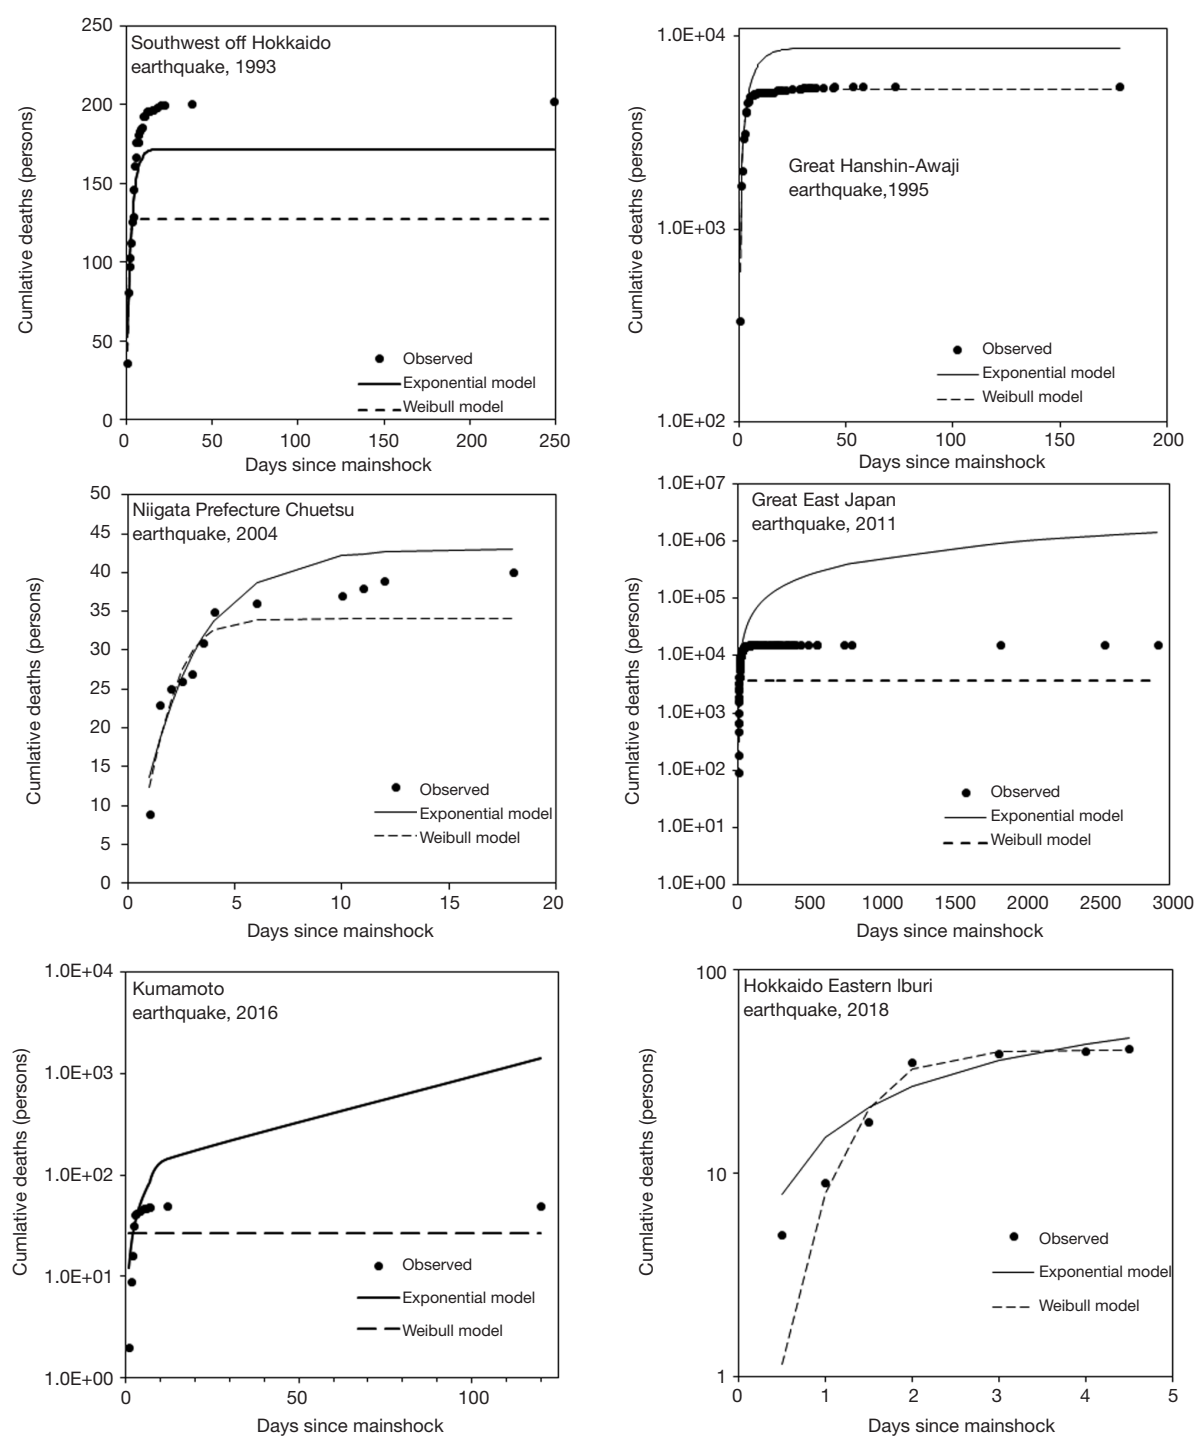 250
200
150
100
50
0
Cumlative deaths (persons)
Southwest off Hokkaido
earthquake, 1993
Observed
Exponential model
Weibull model
0 50 100 150 200 250
Days since mainshock
1.0E+04
1.0E+03
1.0E+02
Cumlative deaths (persons)
Great Hanshin-Awaji
earthquake,1995
Observed
Exponential model
Weibull model
0 50 100 150 200
Days since mainshock
50
45
40
35
30
25
20
15
10
5
0
Cumlative deaths (persons)
Niigata Prefecture Chuetsu
earthquake, 2004
Observed
Exponential model
Weibull model
0 5 10 15 20
Days since mainshock
1.0E+07
1.0E+06
1.0E+05
1.0E+04
1.0E+03
1.0E+02
1.0E+01
1.0E+00
Cumlative deaths (persons)
Great East Japan
earthquake, 2011
Observed
Exponential model
Weibull model
0 500 1000 1500 2000 2500 3000
Days since mainshock
1.0E+04
1.0E+03
1.0E+02
1.0E+01
1.0E+00
Cumlative deaths (persons)
Kumamoto
earthquake, 2016
Observed
Exponential model
Weibull model
0 50 100
Days since mainshock
100
10
1
Cumlative deaths (persons)
Hokkaido Eastern Iburi
earthquake, 2018
Observed
Exponential model
Weibull model
0 1 2 3 4 5
Days since mainshock